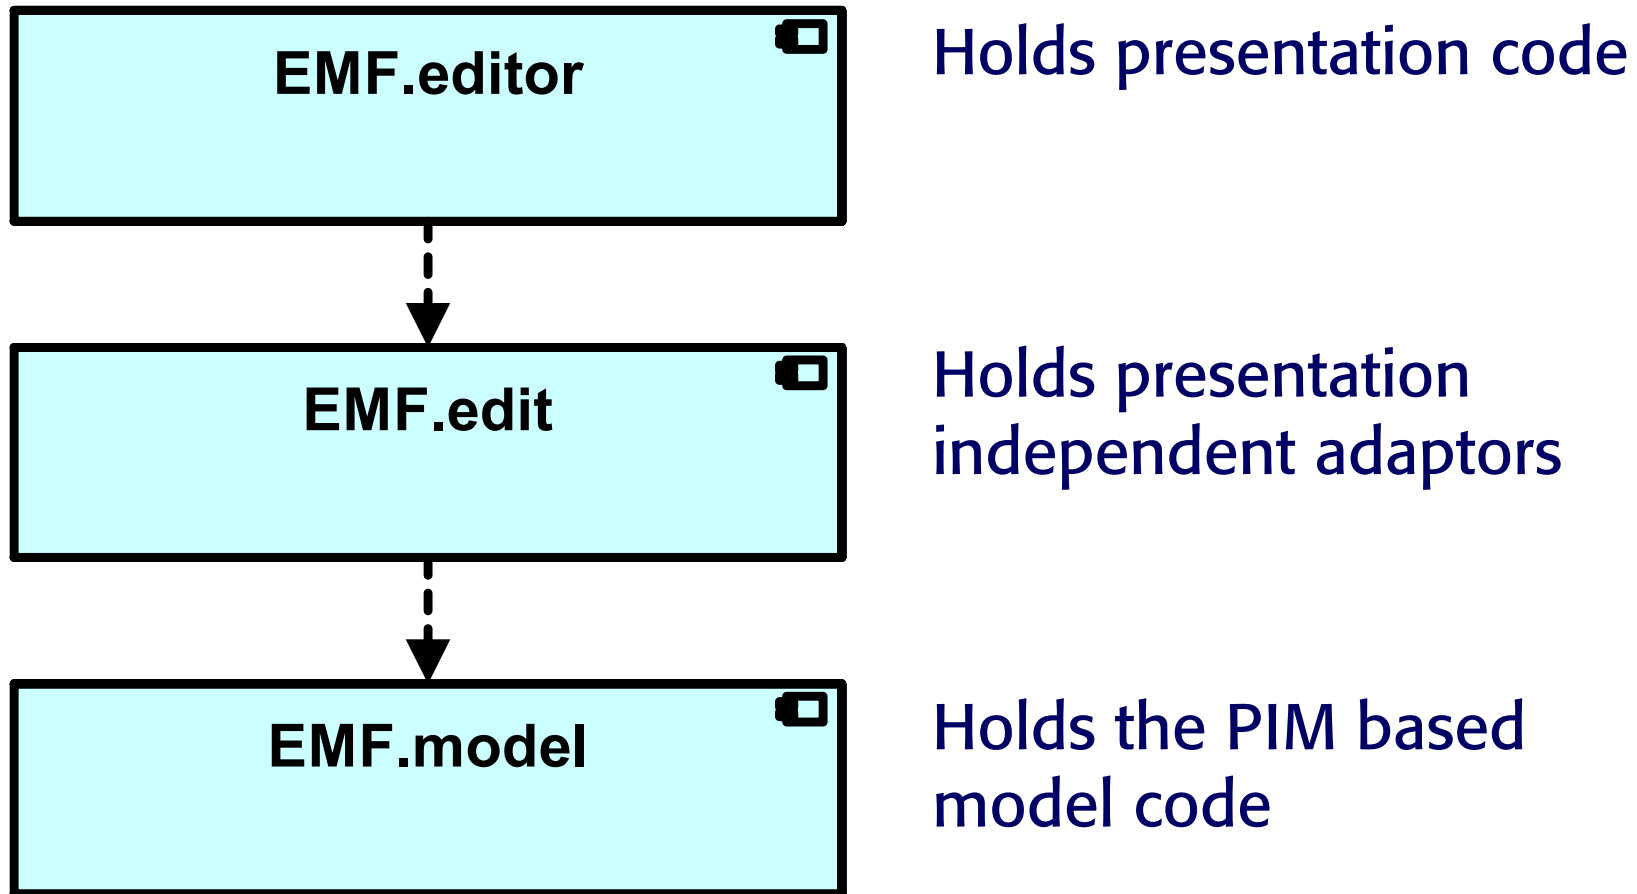 EMF.editor
Holds presentation code
EMF.edit
Holds presentation
independent adaptors
EMF.model
Holds the PIM based
model code